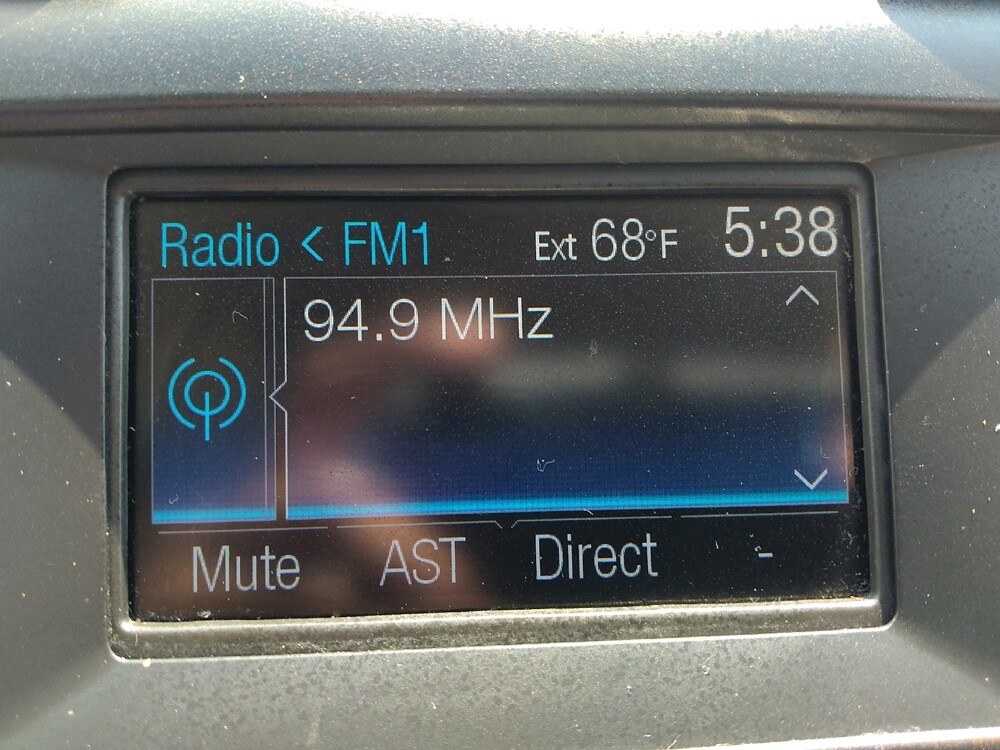 Radio < FM1 Ext 68°F 5:38
94.9 MHz
Mute AST Direct -